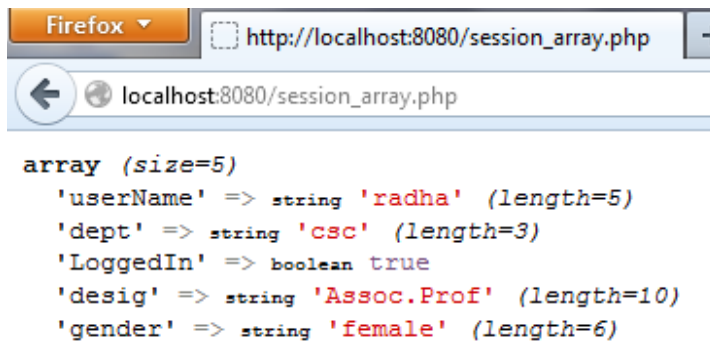 Firefox
http://localhost:8080/session_array.php
localhost:8080/session_array.php
array (size=5)
'userName' => string 'radha' (length=5)
'dept' => string 'csc' (length=3)
'LoggedIn' => boolean true
'desig' => string 'Assoc.Prof' (length=10)
'gender' => string 'female' (length=6)